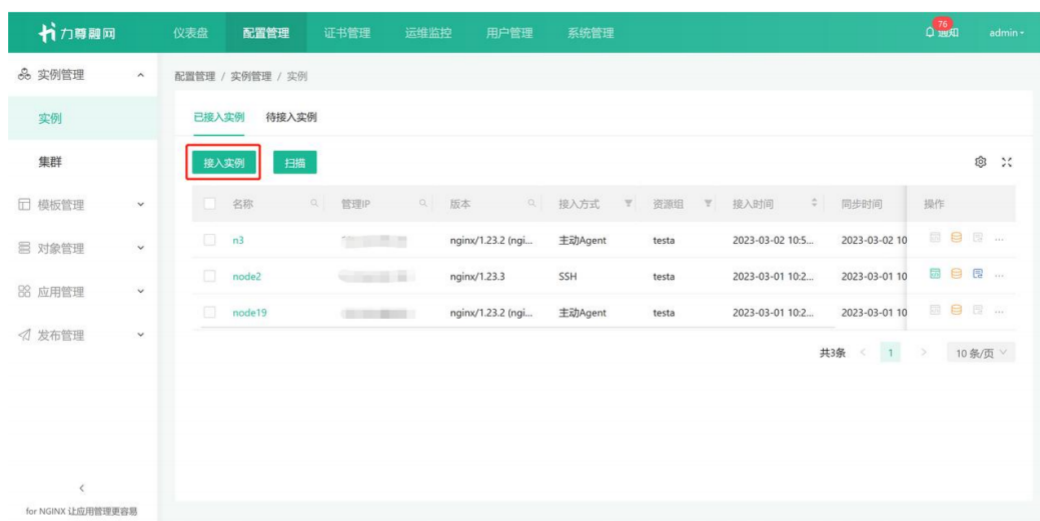 力尊融网 仪表盘 配置管理 证书管理 运维监控 用户管理 系统管理 76 通知 admin
实例管理 配置管理 / 实例管理 / 实例
实例 已接入实例 待接入实例
集群 接入实例 扫描
模板管理 名称 管理IP 版本 接入方式 资源组 接入时间 同步时间 操作
对象管理 n3 nginx/1.23.2 (ngi... 主动Agent testa 2023-03-02 10:5... 2023-03-02 10 ...
node2 nginx/1.23.3 SSH testa 2023-03-01 10:2... 2023-03-01 10 ...
应用管理
node19 nginx/1.23.2 (ngi... 主动Agent testa 2023-03-01 10:2... 2023-03-01 10 ...
发布管理
共3条 < 1 > 10 条/页
<
for NGINX 让应用管理更容易